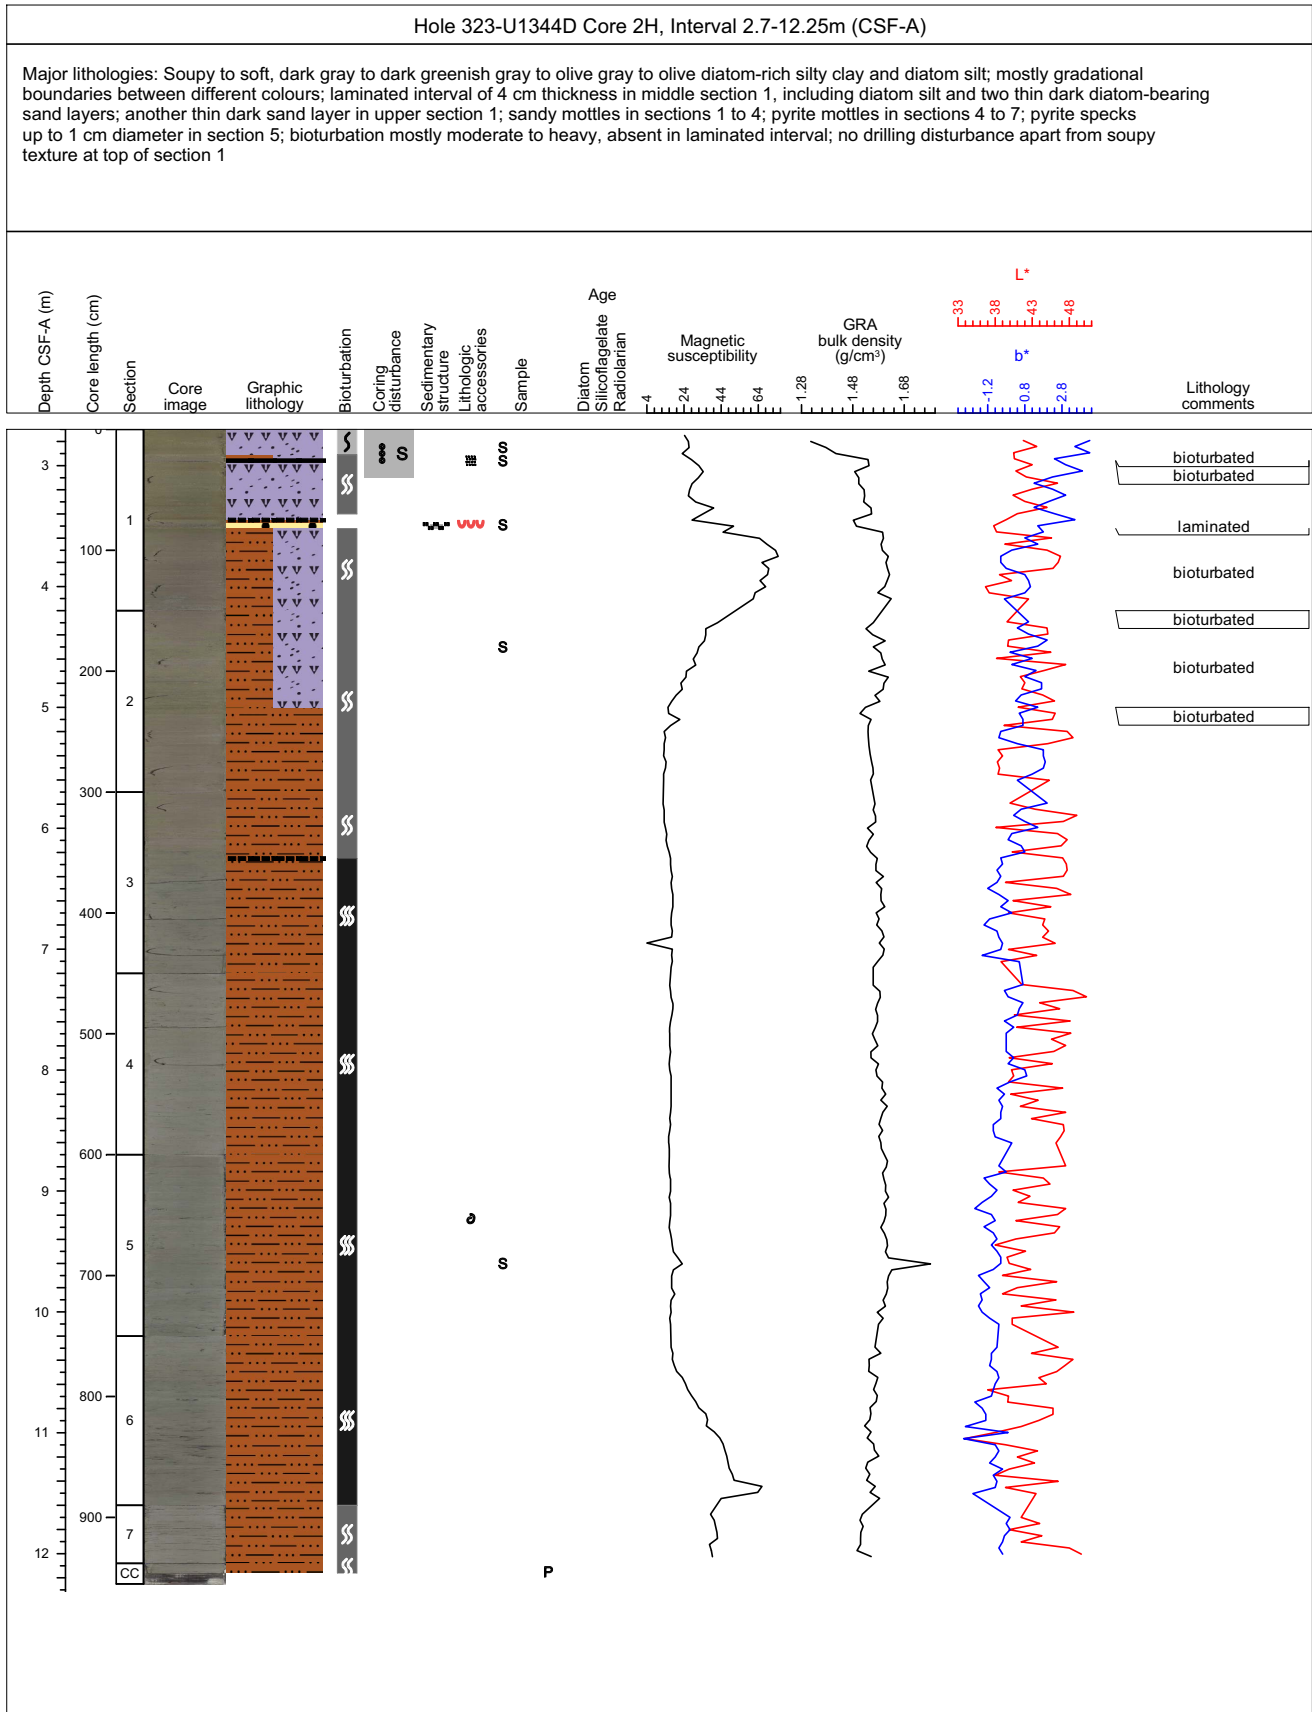 Hole 323-U1344D Core 2H, Interval 2.7-12.25m (CSF-A)
Major lithologies: Soupy to soft, dark gray to dark greenish gray to olive gray to olive diatom-rich silty clay and diatom silt; mostly gradational
boundaries between different colours; laminated interval of 4 cm thickness in middle section 1, including diatom silt and two thin dark diatom-bearing
sand layers; another thin dark sand layer in upper section 1; sandy mottles in sections 1 to 4; pyrite mottles in sections 4 to 7; pyrite specks
up to 1 cm diameter in section 5; bioturbation mostly moderate to heavy, absent in laminated interval; no drilling disturbance apart from soupy
texture at top of section 1
Depth CSF-A (m)
Core length (cm)
Section
Core
image
Graphic
lithology
Bioturbation
Coring
disturbance
Sedimentary
structure
Lithologic
accessories
Sample
Age
Diatom
Silicoflagelate
Radiolarian
Magnetic
susceptibility
4 24 44 64
GRA
bulk density
(g/cm³)
1.28 1.48 1.68
L*
33 38 43 48
b*
-1.2 0.8 2.8
Lithology
comments
0
S
S
bioturbated
3
S
bioturbated
1
S
laminated
100
bioturbated
4
bioturbated
S
200
bioturbated
2
5
bioturbated
300
6
3
400
7
500
4
8
600
9
5
S
700
10
800
6
11
900
7
12
CC
P